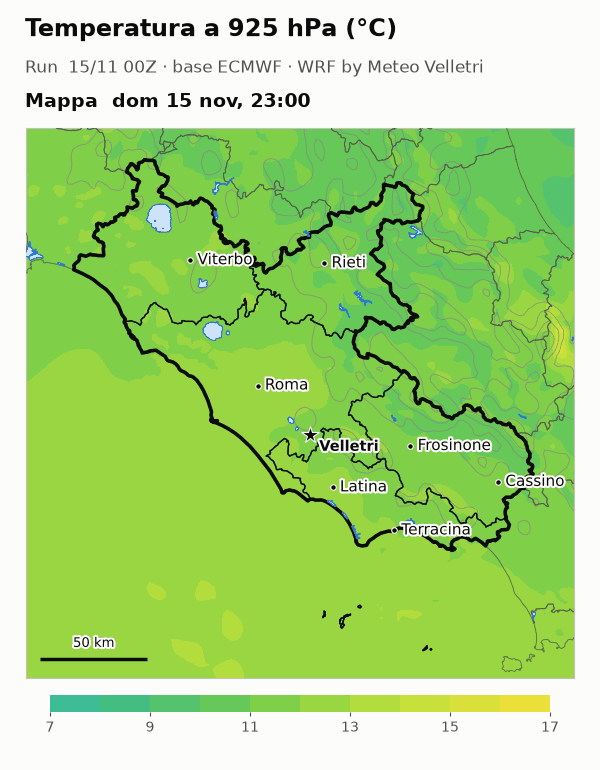 Temperatura a 925 hPa (°C)
Run  15/11 00Z · base ECMWF · WRF by Meteo Velletri
Mappa  dom 15 nov, 23:00
Viterbo
Rieti
Roma
Velletri
Frosinone
Latina
Cassino
Terracina
50 km
7 9 11 13 15 17